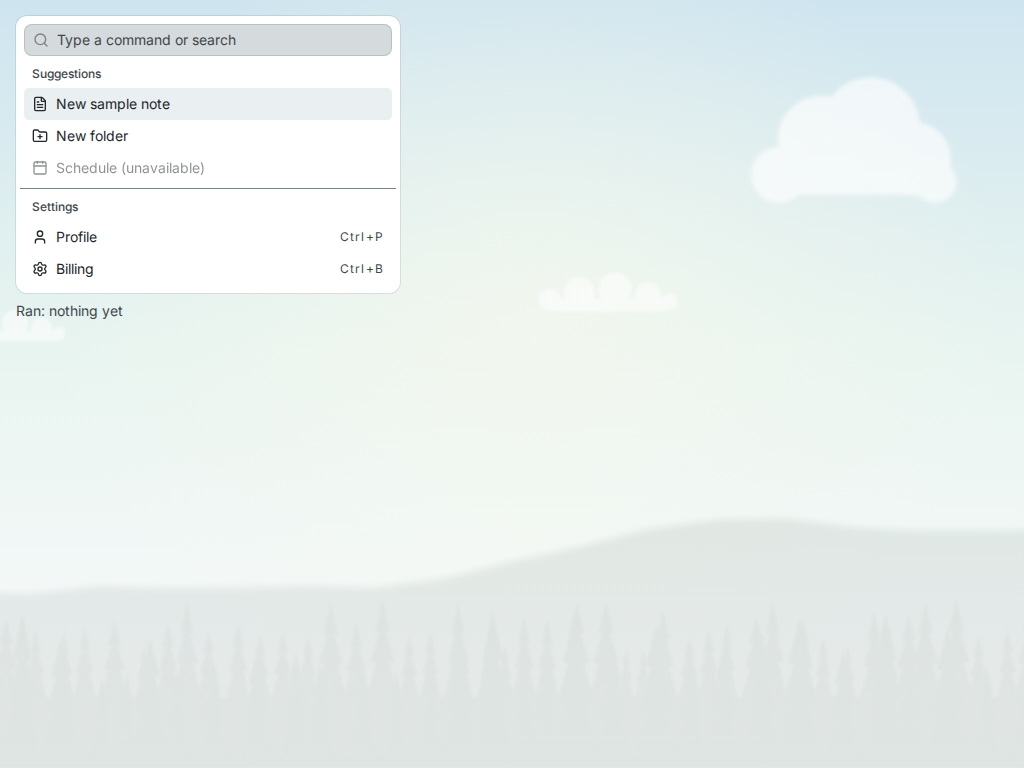 Type a command or search
Suggestions
New sample note
New folder
Schedule (unavailable)
Settings
Profile Ctrl+P
Billing Ctrl+B
Ran: nothing yet